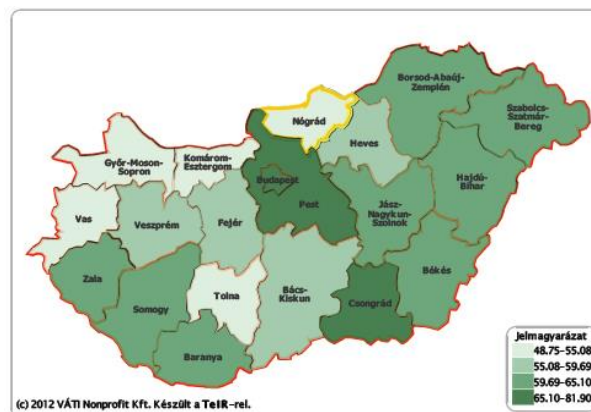 Borsod-Abaúj-
Zemplén
Szabolcs-
Szatmár-
Bereg
Nógrád
Heves
Győr-Moson-
Sopron
Komárom-
Esztergom
Budapest
Pest
Hajdú-
Bihar
Jász-
Nagykun-
Szolnok
Vas
Veszprém
Fejér
Zala
Somogy
Tolna
Bács-
Kiskun
Csongrád
Békés
Baranya
Jelmagyarázat
48.75-55.08
55.08-59.69
59.69-65.10
65.10-81.90
(c) 2012 VÁTI Nonprofit Kft. Készült a TeIR-rel.